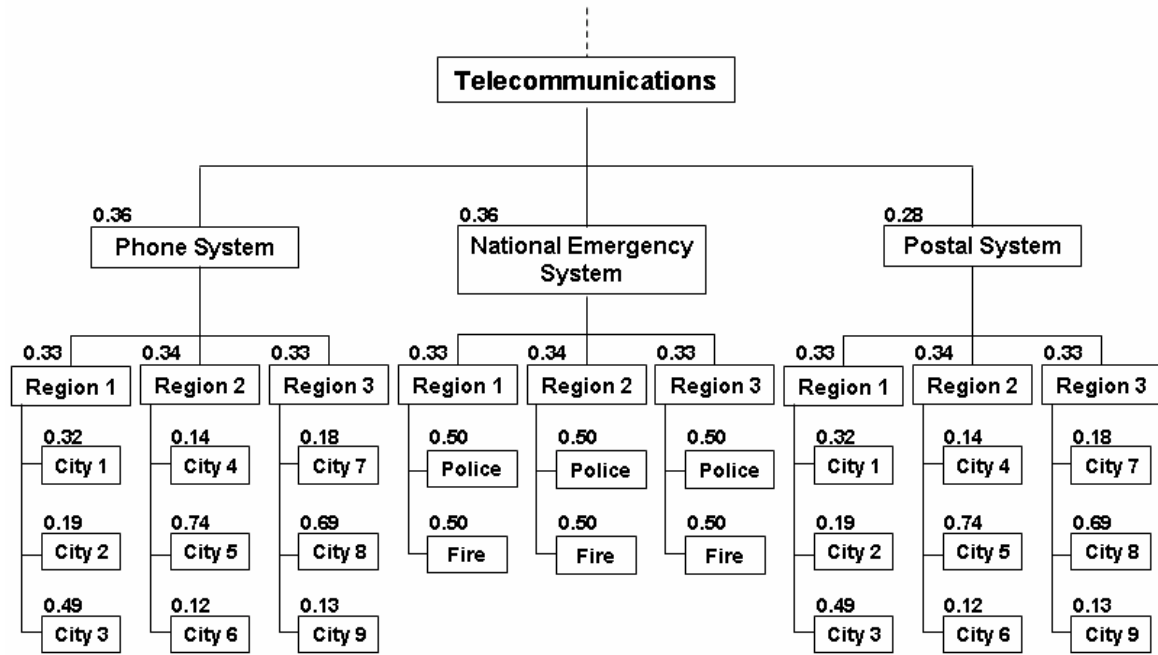 Telecommunications
0.36 0.36 0.28
Phone System National Emergency System Postal System
0.33 0.34 0.33 0.33 0.34 0.33 0.33 0.34 0.33
Region 1 Region 2 Region 3 Region 1 Region 2 Region 3 Region 1 Region 2 Region 3
0.32 0.14 0.18 0.50 0.50 0.50 0.32 0.14 0.18
City 1 City 4 City 7 Police Police Police City 1 City 4 City 7
0.19 0.74 0.69 0.50 0.50 0.50 0.19 0.74 0.69
City 2 City 5 City 8 Fire Fire Fire City 2 City 5 City 8
0.49 0.12 0.13 0.49 0.12 0.13
City 3 City 6 City 9 City 3 City 6 City 9